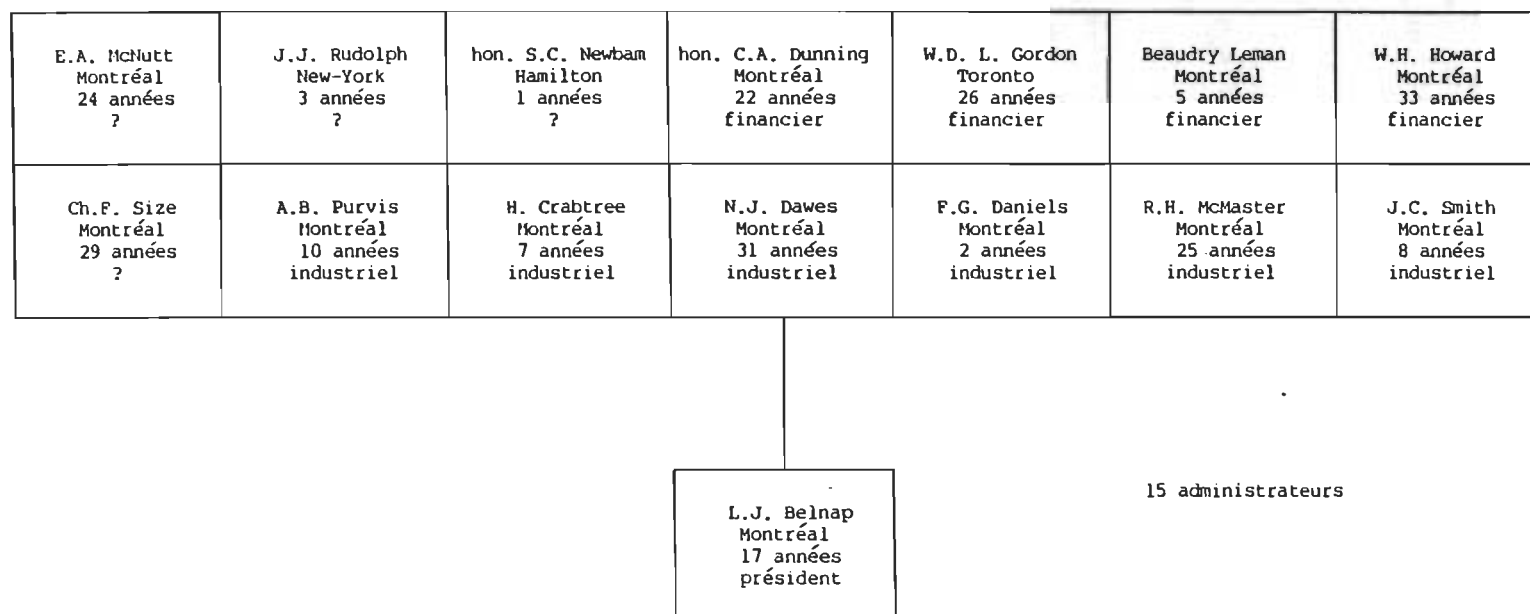 E.A. McNutt
Montréal
24 années
?
J.J. Rudolph
New-York
3 années
?
hon. S.C. Newbam
Hamilton
1 années
?
hon. C.A. Dunning
Montréal
22 années
financier
W.D. L. Gordon
Toronto
26 années
financier
Beaudry Leman
Montréal
5 années
financier
W.H. Howard
Montréal
33 années
financier
Ch.F. Size
Montréal
29 années
?
A.B. Purvis
Montréal
10 années
industriel
H. Crabtree
Montréal
7 années
industriel
N.J. Dawes
Montréal
31 années
industriel
F.G. Daniels
Montréal
2 années
industriel
R.H. McMaster
Montréal
25 années
industriel
J.C. Smith
Montréal
8 années
industriel
L.J. Belnap
Montréal
17 années
président
15 administrateurs